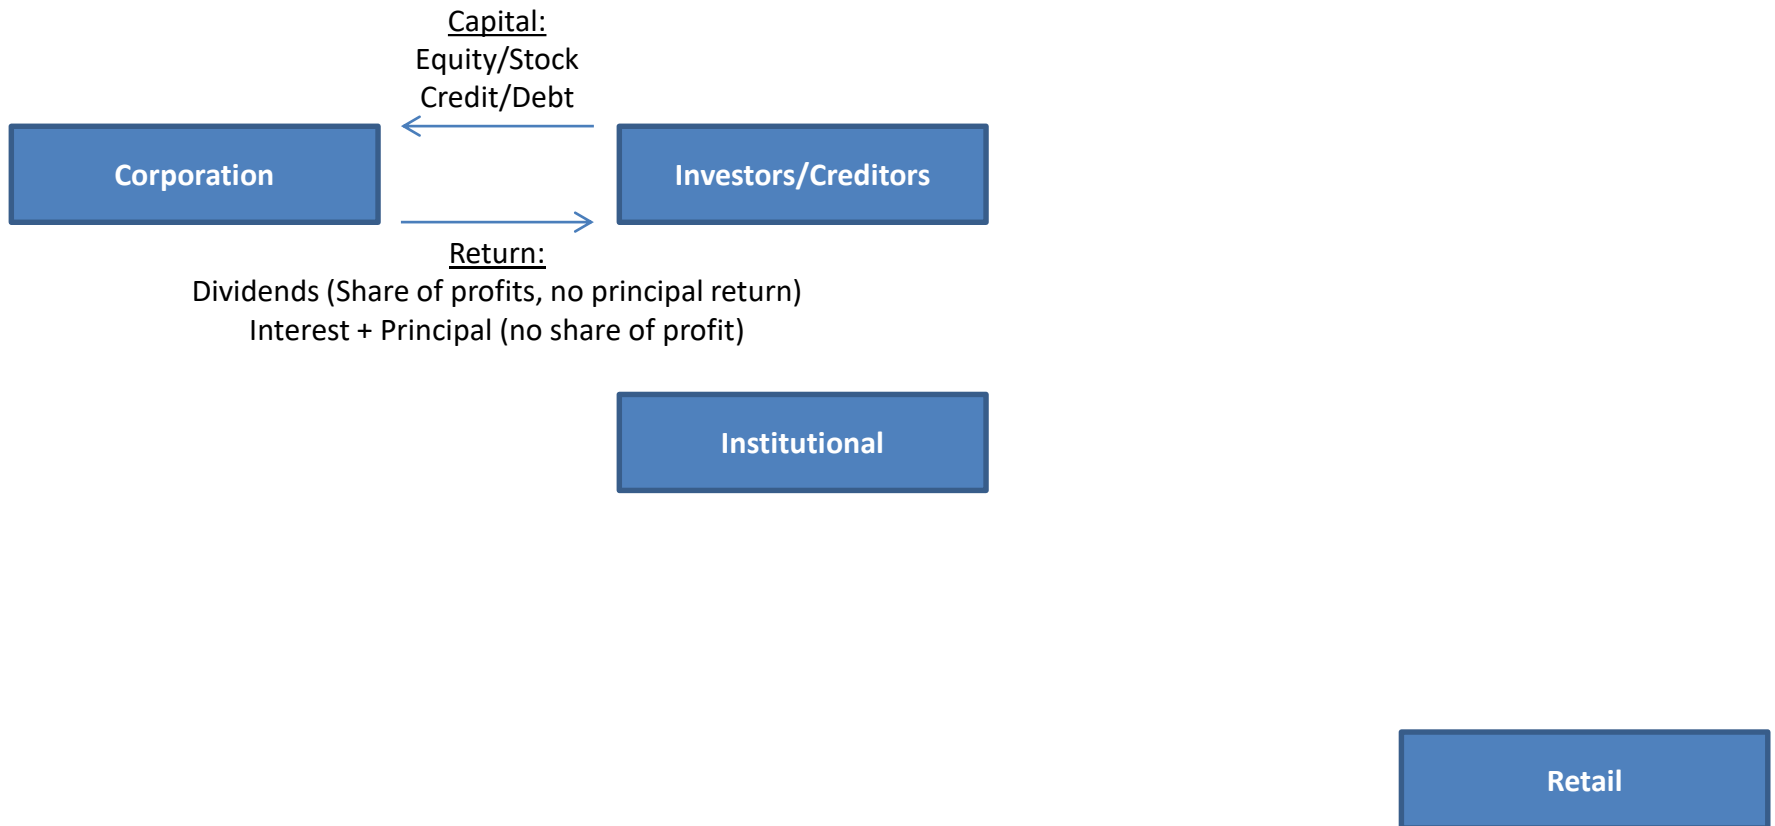 Capital:
Equity/Stock
Credit/Debt
Corporation
Investors/Creditors
Return:
Dividends (Share of profits, no principal return)
Interest + Principal (no share of profit)
Institutional
Retail